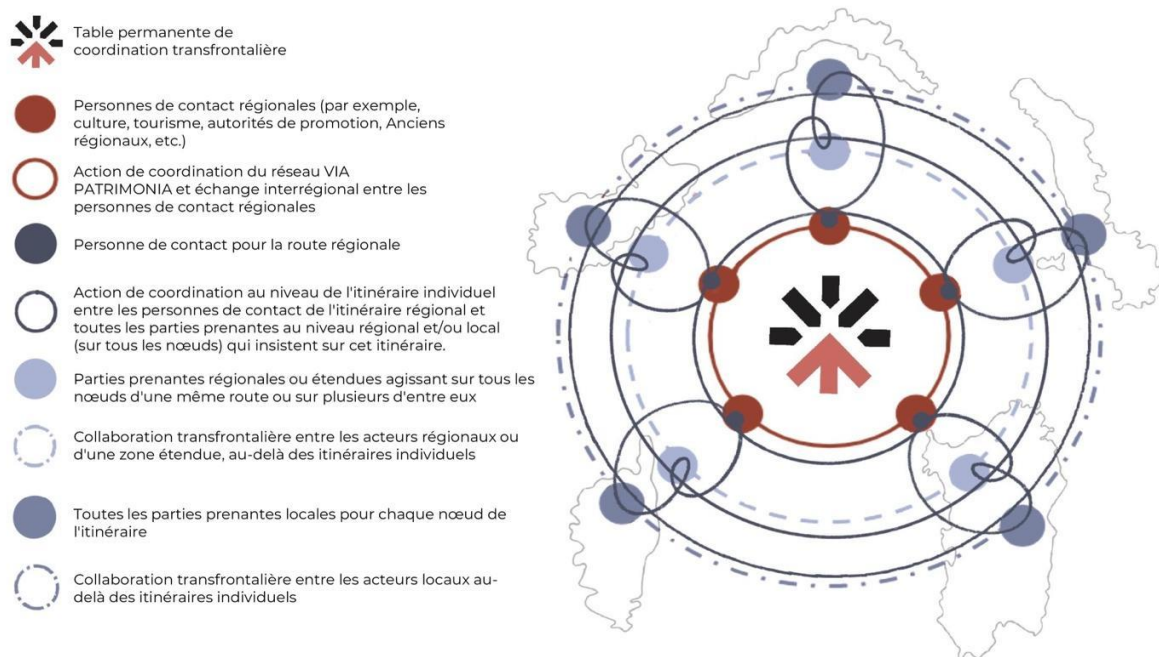 Table permanente de
coordination transfrontalière
Personnes de contact régionales (par exemple,
culture, tourisme, autorités de promotion, Anciens
régionaux, etc.)
Action de coordination du réseau VIA
PATRIMONIA et échange interrégional entre les
personnes de contact régionales
Personne de contact pour la route régionale
Action de coordination au niveau de l'itinéraire individuel
entre les personnes de contact de l'itinéraire régional et
toutes les parties prenantes au niveau régional et/ou local
(sur tous les nœuds) qui insistent sur cet itinéraire.
Parties prenantes régionales ou étendues agissant sur tous les
nœuds d'une même route ou sur plusieurs d'entre eux
Collaboration transfrontalière entre les acteurs régionaux ou
d'une zone étendue, au-delà des itinéraires individuels
Toutes les parties prenantes locales pour chaque nœud de
l'itinéraire
Collaboration transfrontalière entre les acteurs locaux au-
delà des itinéraires individuels